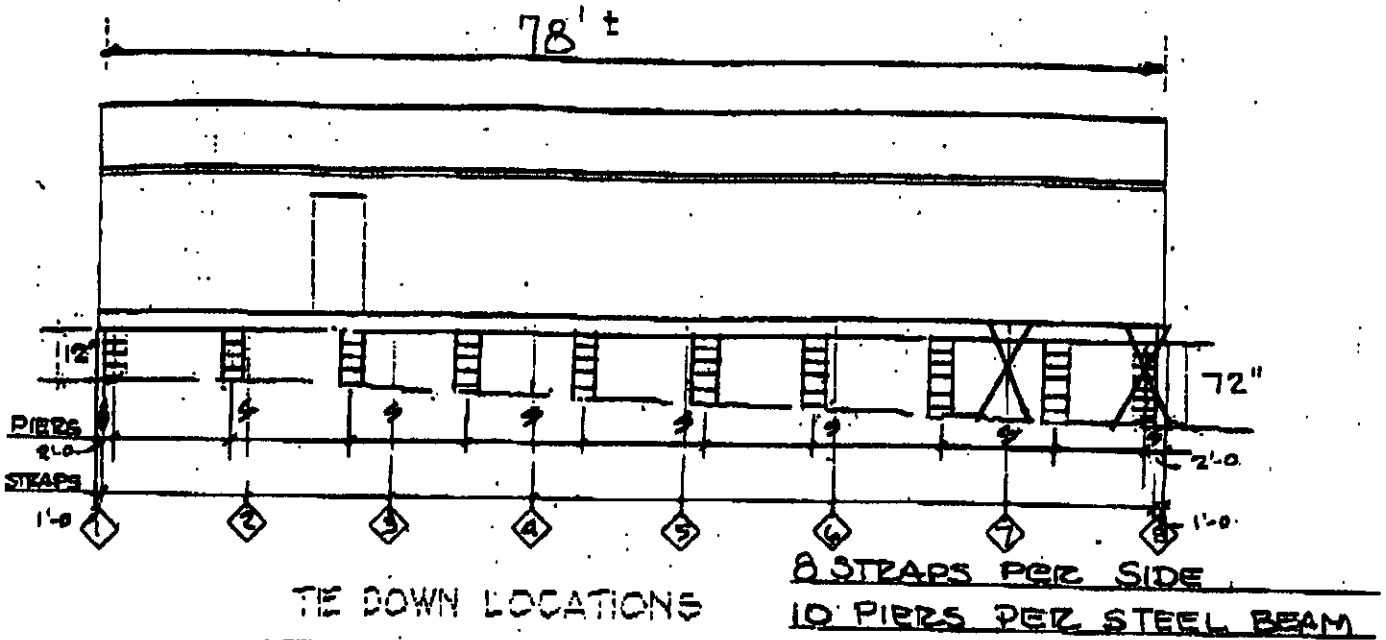 78' ±
12"
72"
PIERS
2'-0
2'-0
STRAPS
1'-0
1 2 3 4 5 6 7 8
1'-0
8 STRAPS PER SIDE
TIE DOWN LOCATIONS
10 PIERS PER STEEL BEAM